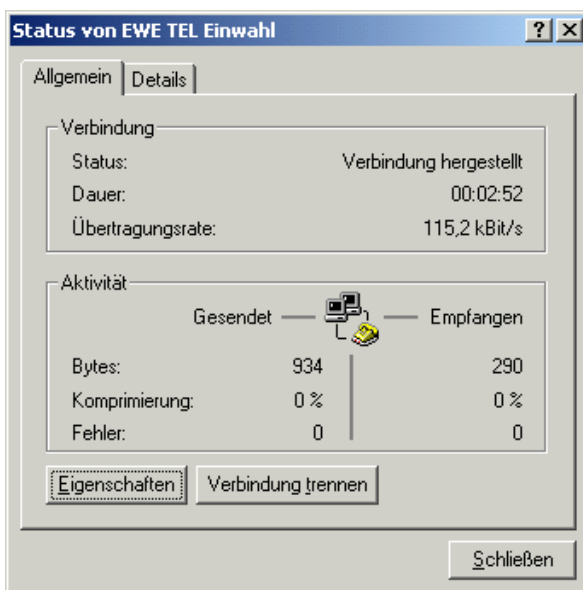 Status von EWE TEL Einwahl
Allgemein Details
Verbindung
Status: Verbindung hergestellt
Dauer: 00:02:52
Übertragungsrate: 115,2 kBit/s
Aktivität
Gesendet Empfangen
Bytes: 934 290
Komprimierung: 0 % 0 %
Fehler: 0 0
Eigenschaften Verbindung trennen
Schließen